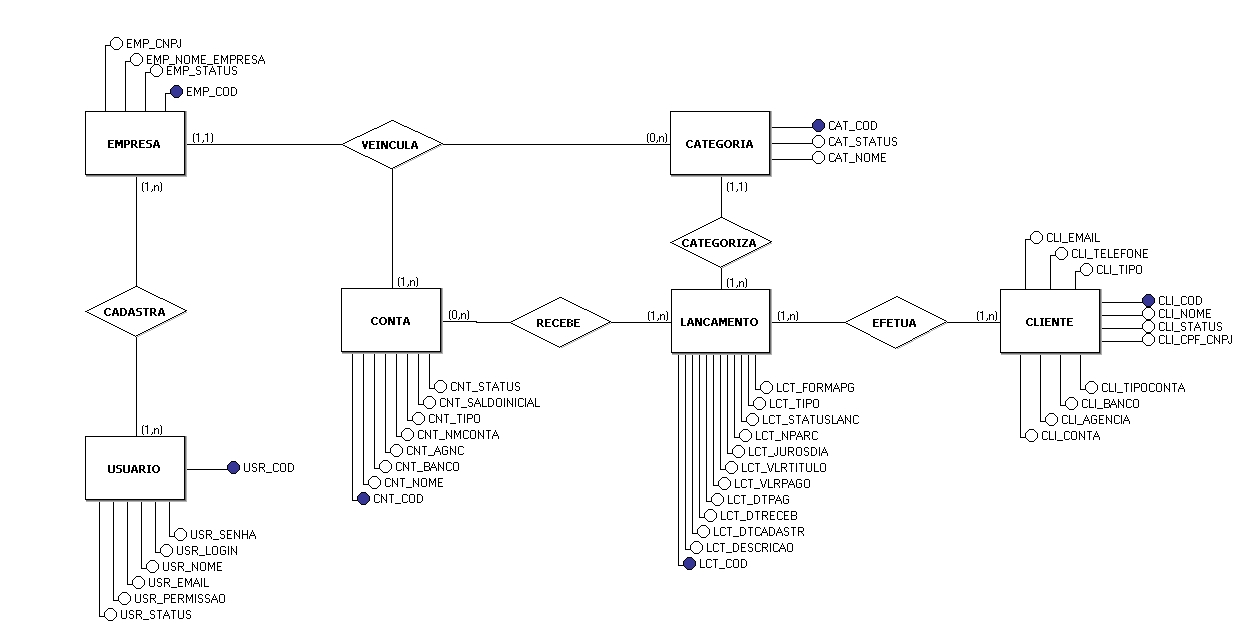 EMP_CNPJ
EMP_NOME_EMPRESA
EMP_STATUS
EMP_COD
EMPRESA
(1,1)
VEINCULA
(0,n)
CATEGORIA
CAT_COD
CAT_STATUS
CAT_NOME
(1,n)
(1,1)
CADASTRA
CATEGORIZA
(1,n)
(1,n)
CLI_EMAIL
CLI_TELEFONE
CLI_TIPO
CONTA
(0,n)
RECEBE
(1,n)
LANCAMENTO
(1,n)
EFETUA
(1,n)
CLIENTE
CLI_COD
CLI_NOME
CLI_STATUS
CLI_CPF_CNPJ
CNT_STATUS
CNT_SALDOINICIAL
CNT_TIPO
CNT_NMCONTA
CNT_AGNC
CNT_BANCO
CNT_NOME
CNT_COD
LCT_FORMAPG
LCT_TIPO
LCT_STATUSLANC
LCT_NPARC
LCT_JUROSDIA
LCT_VLRTITULO
LCT_VLRPAGO
LCT_DTPAG
LCT_DTRECEB
LCT_DTCADASTR
LCT_DESCRICAO
LCT_COD
CLI_TIPOCONTA
CLI_BANCO
CLI_AGENCIA
CLI_CONTA
(1,n)
USUARIO
USR_COD
USR_SENHA
USR_LOGIN
USR_NOME
USR_EMAIL
USR_PERMISSAO
USR_STATUS